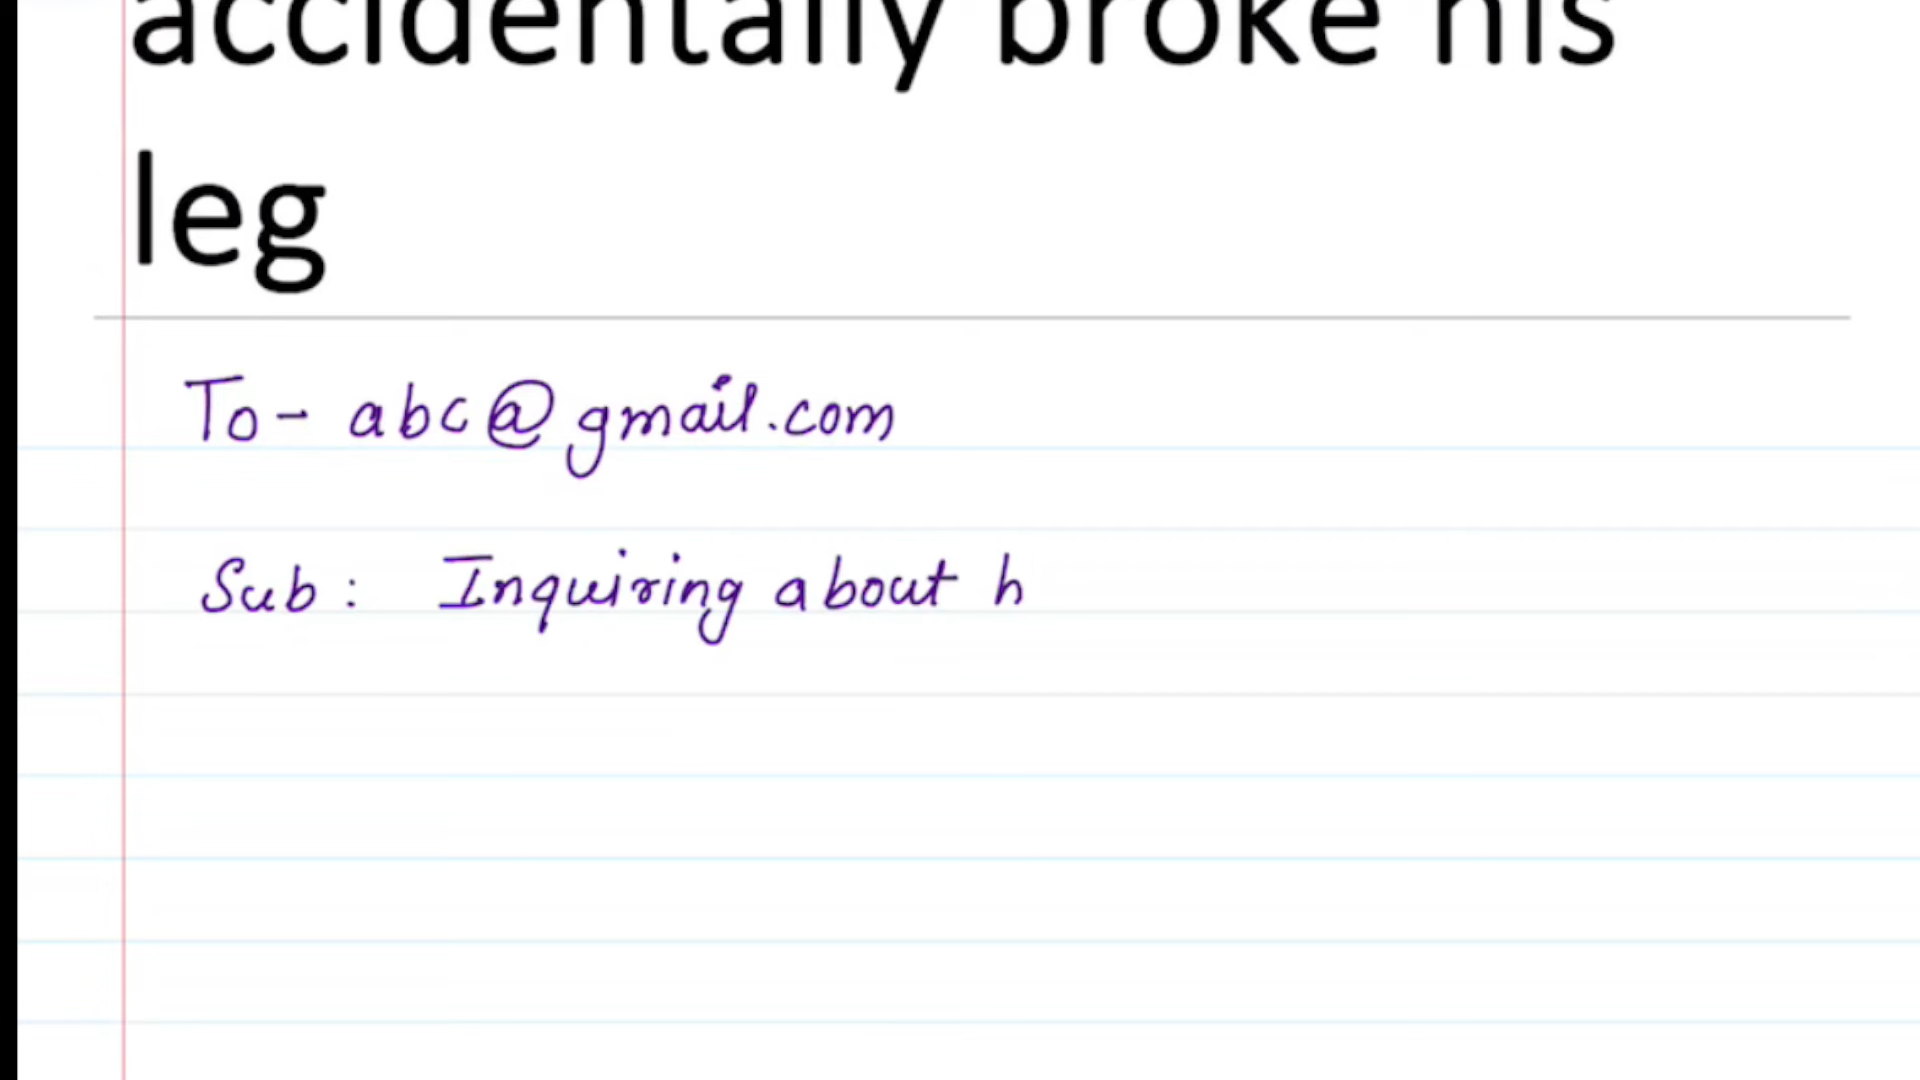 accidentally broke his
leg
To- abc@gmail.com
Sub: Inquiring about h